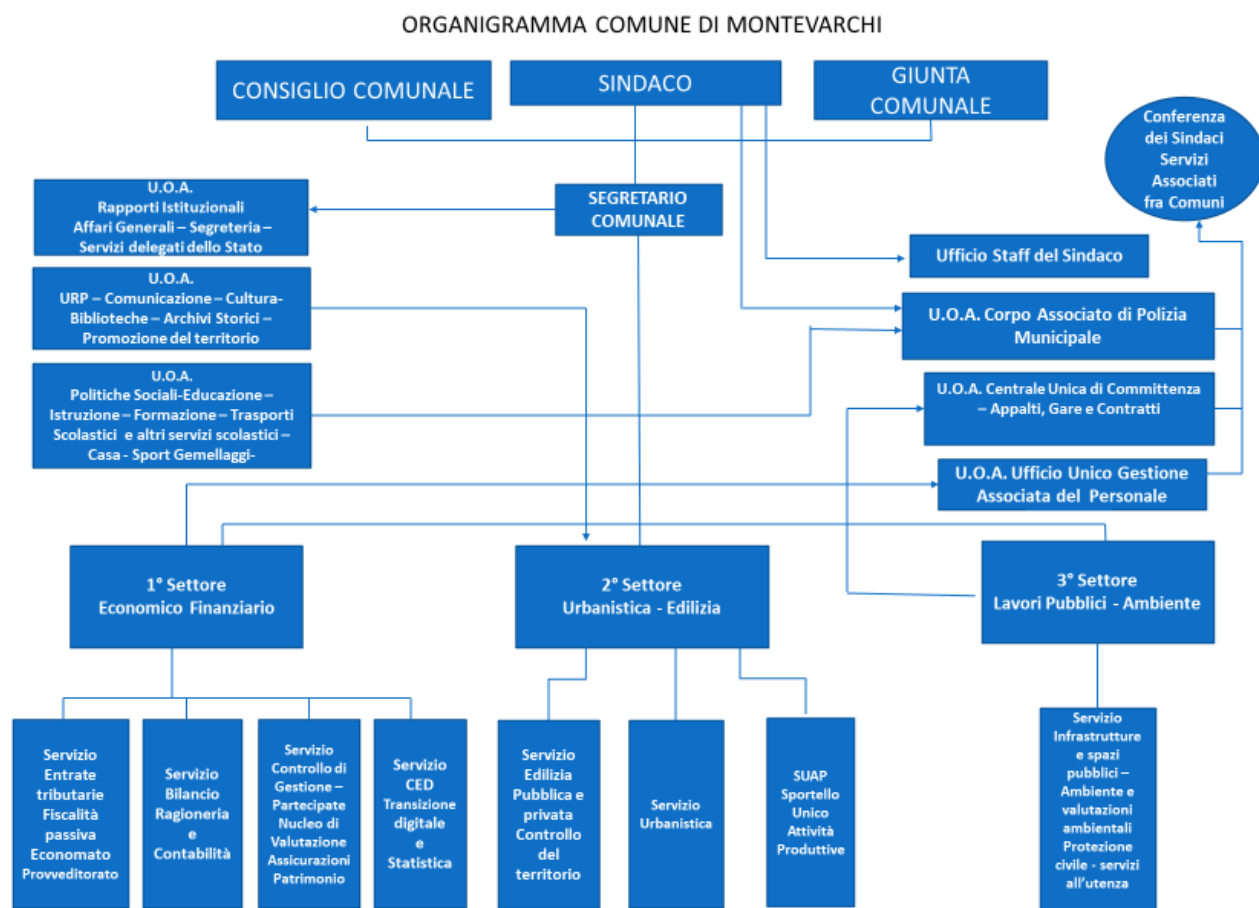 ORGANIGRAMMA COMUNE DI MONTEVARCHI
CONSIGLIO COMUNALE
SINDACO
GIUNTA
COMUNALE
Conferenza
dei Sindaci
Servizi
Associati
fra Comuni
U.O.A.
Rapporti Istituzionali
Affari Generali – Segreteria –
Servizi delegati dello Stato
SEGRETARIO
COMUNALE
Ufficio Staff del Sindaco
U.O.A.
URP – Comunicazione – Cultura-
Biblioteche – Archivi Storici –
Promozione del territorio
U.O.A. Corpo Associato di Polizia
Municipale
U.O.A.
Politiche Sociali-Educazione –
Istruzione – Formazione – Trasporti
Scolastici e altri servizi scolastici –
Casa - Sport Gemellaggi-
U.O.A. Centrale Unica di Committenza
– Appalti, Gare e Contratti
U.O.A. Ufficio Unico Gestione
Associata del Personale
1° Settore
Economico Finanziario
2° Settore
Urbanistica - Edilizia
3° Settore
Lavori Pubblici - Ambiente
Servizio
Entrate
tributarie
Fiscalità
passiva
Economato
Provveditorato
Servizio
Bilancio
Ragioneria
e
Contabilità
Servizio
Controllo di
Gestione –
Partecipate
Nucleo di
Valutazione
Assicurazioni
Patrimonio
Servizio
CED
Transizione
digitale
e
Statistica
Servizio
Edilizia
Pubblica e
privata
Controllo
del
territorio
Servizio
Urbanistica
SUAP
Sportello
Unico
Attività
Produttive
Servizio
Infrastrutture
e spazi
pubblici –
Ambiente e
valutazioni
ambientali
Protezione
civile - servizi
all'utenza